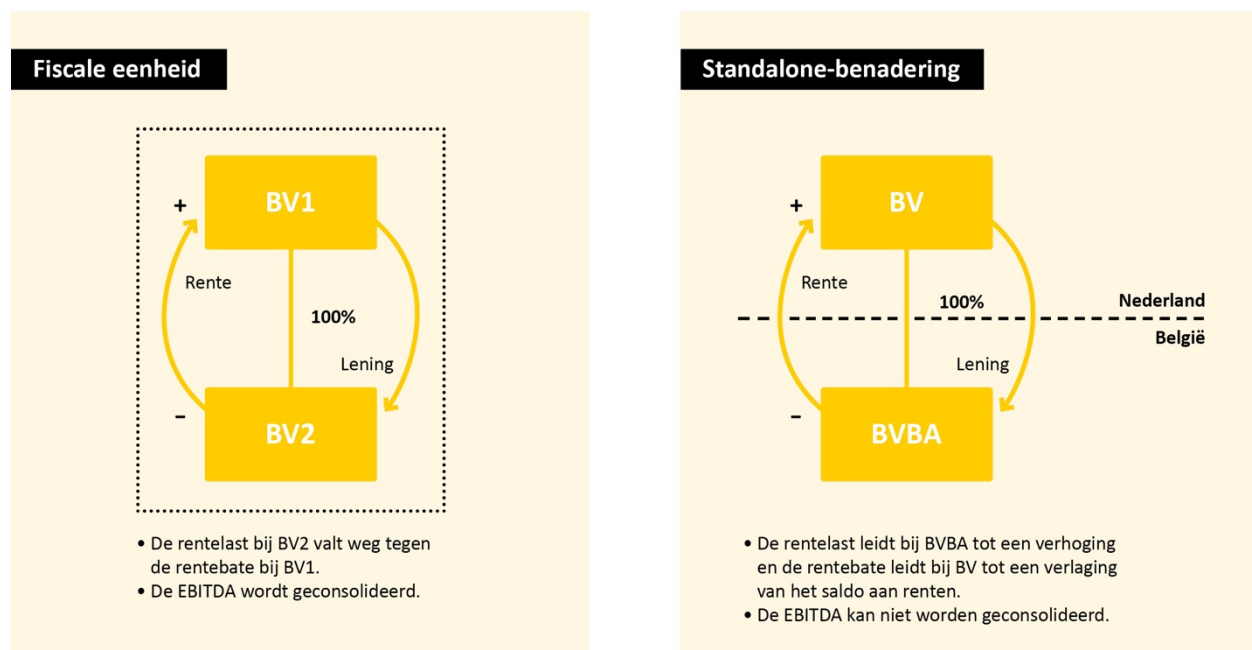 Fiscale eenheid
BV1
+
Rente
100%
Lening
–
BV2
• De rentelast bij BV2 valt weg tegen
de rentebate bij BV1.
• De EBITDA wordt geconsolideerd.
Standalone-benadering
BV
+
Rente
100%
Nederland
België
Lening
–
BVBA
• De rentelast leidt bij BVBA tot een verhoging
en de rentebate leidt bij BV tot een verlaging
van het saldo aan renten.
• De EBITDA kan niet worden geconsolideerd.